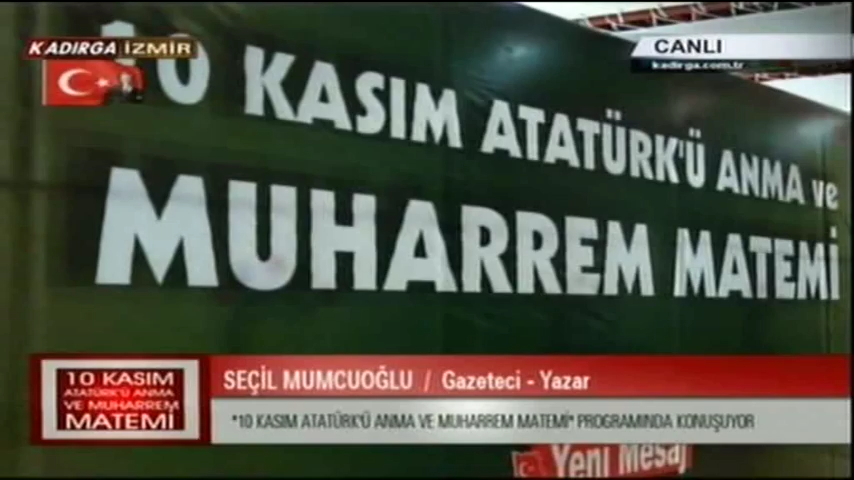 KADIRGA İZMİR
CANLI
kadirga.com.tr
10 KASIM ATATÜRK'Ü ANMA ve
MUHARREM MATEMİ
10 KASIM
ATATÜRK'Ü ANMA
VE MUHARREM
MATEMİ
SEÇİL MUMCUOĞLU / Gazeteci - Yazar
"10 KASIM ATATÜRK'Ü ANMA VE MUHARREM MATEMİ" PROGRAMINDA KONUŞUYOR
Yeni Mesaj